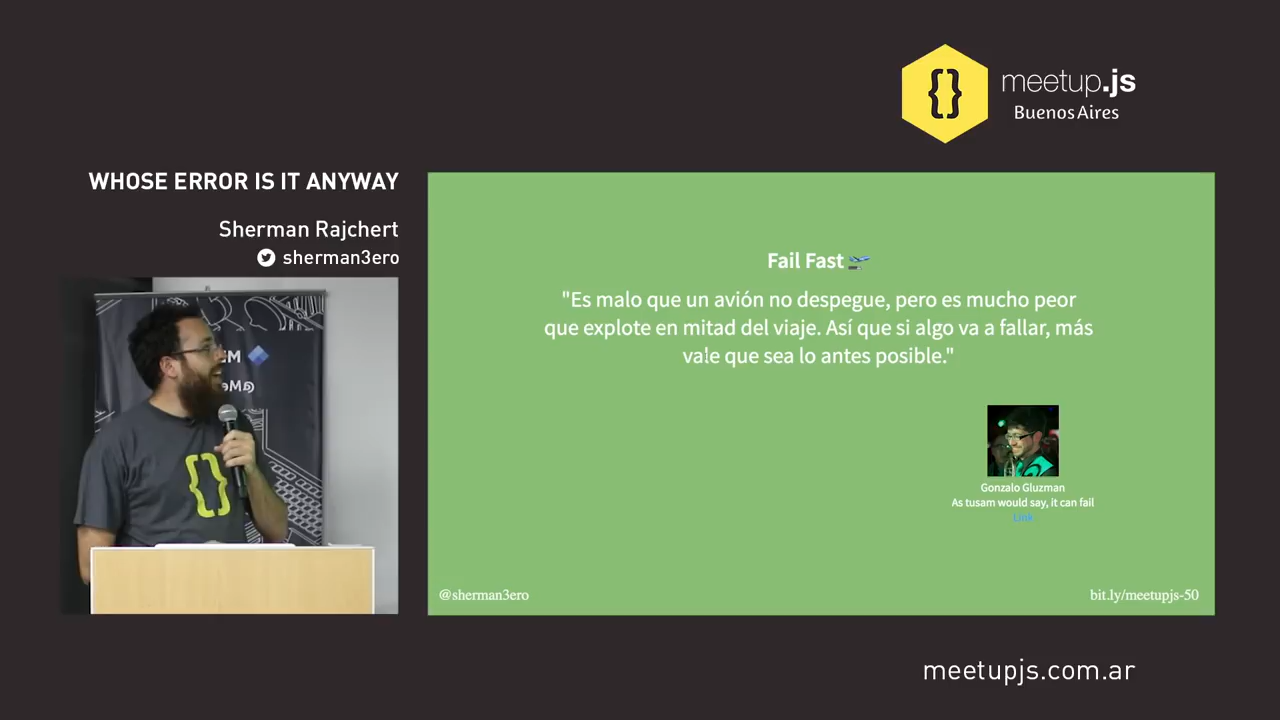 {} meetup.js
Buenos Aires
WHOSE ERROR IS IT ANYWAY
Sherman Rajchert
sherman3ero
Fail Fast 🛫
"Es malo que un avión no despegue, pero es mucho peor
que explote en mitad del viaje. Así que si algo va a fallar, más
vale que sea lo antes posible."
Gonzalo Gluzman
As tusam would say, it can fail
Link
@sherman3ero
bit.ly/meetupjs-50
{}
meetupjs.com.ar